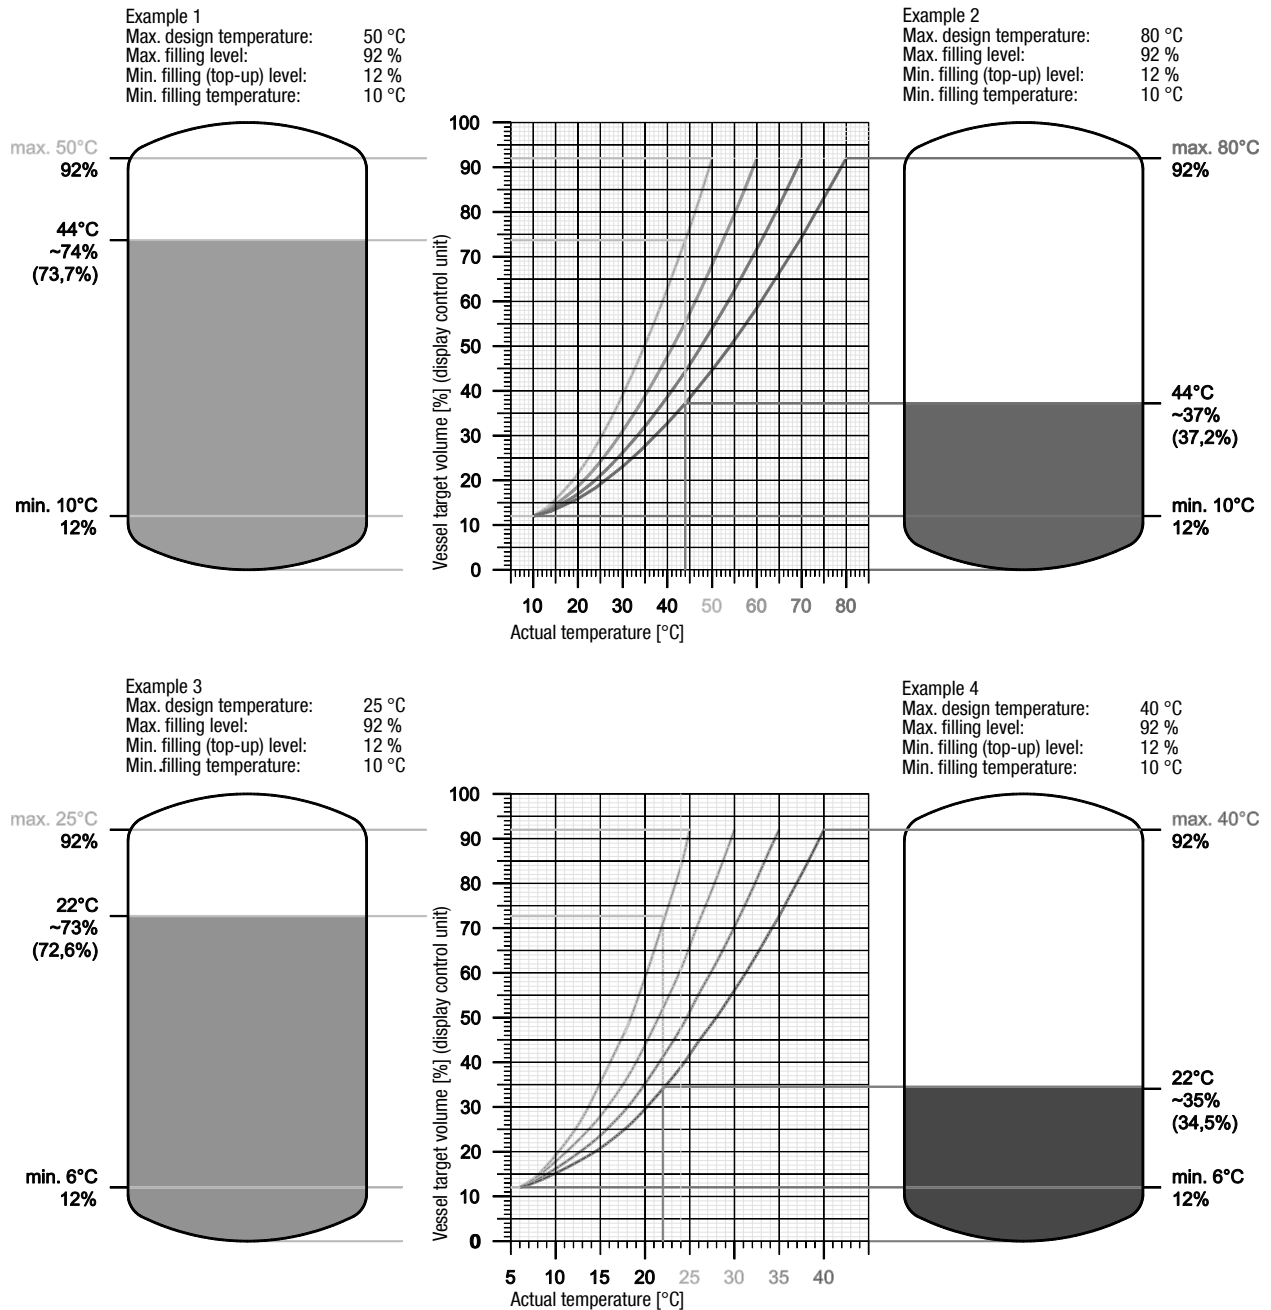 Example 1
Max. design temperature: 50 °C
Max. filling level: 92 %
Min. filling (top-up) level: 12 %
Min. filling temperature: 10 °C
Example 2
Max. design temperature: 80 °C
Max. filling level: 92 %
Min. filling (top-up) level: 12 %
Min. filling temperature: 10 °C
max. 50°C
92%
44°C
~74%
(73,7%)
min. 10°C
12%
Vessel target volume [%] (display control unit)
100
90
80
70
60
50
40
30
20
10
0
10 20 30 40 50 60 70 80
Actual temperature [°C]
max. 80°C
92%
44°C
~37%
(37,2%)
min. 10°C
12%
Example 3
Max. design temperature: 25 °C
Max. filling level: 92 %
Min. filling (top-up) level: 12 %
Min..filling temperature: 10 °C
Example 4
Max. design temperature: 40 °C
Max. filling level: 92 %
Min. filling (top-up) level: 12 %
Min. filling temperature: 10 °C
max. 25°C
92%
22°C
~73%
(72,6%)
min. 6°C
12%
Vessel target volume [%] (display control unit)
100
90
80
70
60
50
40
30
20
10
0
5 10 15 20 25 30 35 40
Actual temperature [°C]
max. 40°C
92%
22°C
~35%
(34,5%)
min. 6°C
12%